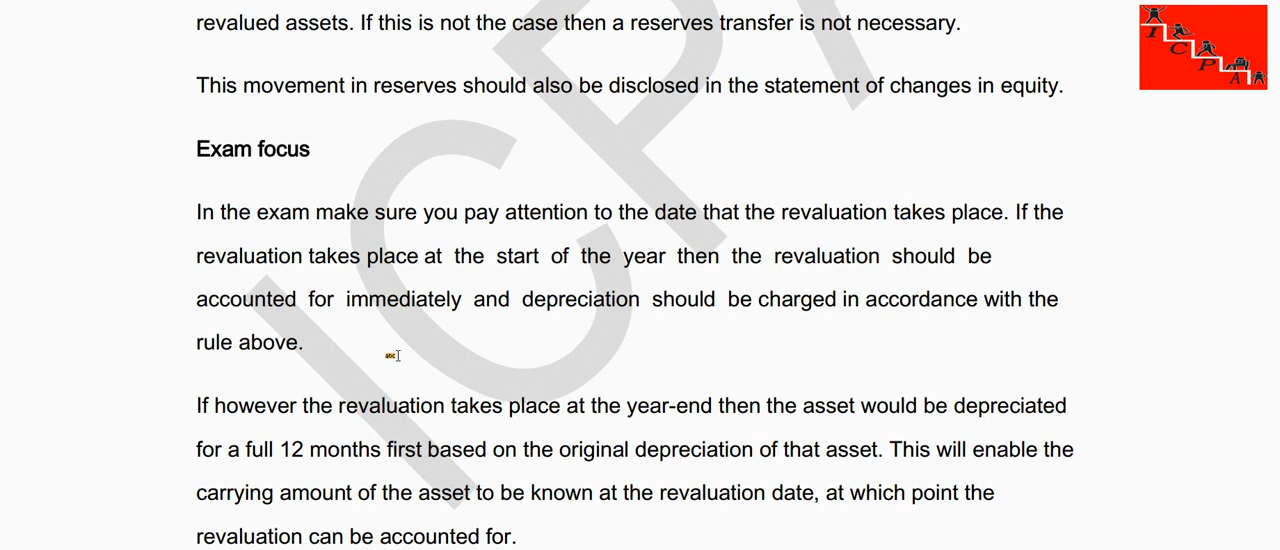 revalued assets. If this is not the case then a reserves transfer is not necessary.
This movement in reserves should also be disclosed in the statement of changes in equity.
Exam focus
In the exam make sure you pay attention to the date that the revaluation takes place. If the
revaluation takes place at the start of the year then the revaluation should be
accounted for immediately and depreciation should be charged in accordance with the
rule above.
If however the revaluation takes place at the year-end then the asset would be depreciated
for a full 12 months first based on the original depreciation of that asset. This will enable the
carrying amount of the asset to be known at the revaluation date, at which point the
revaluation can be accounted for.
ICPA
I
C
P
A
abc